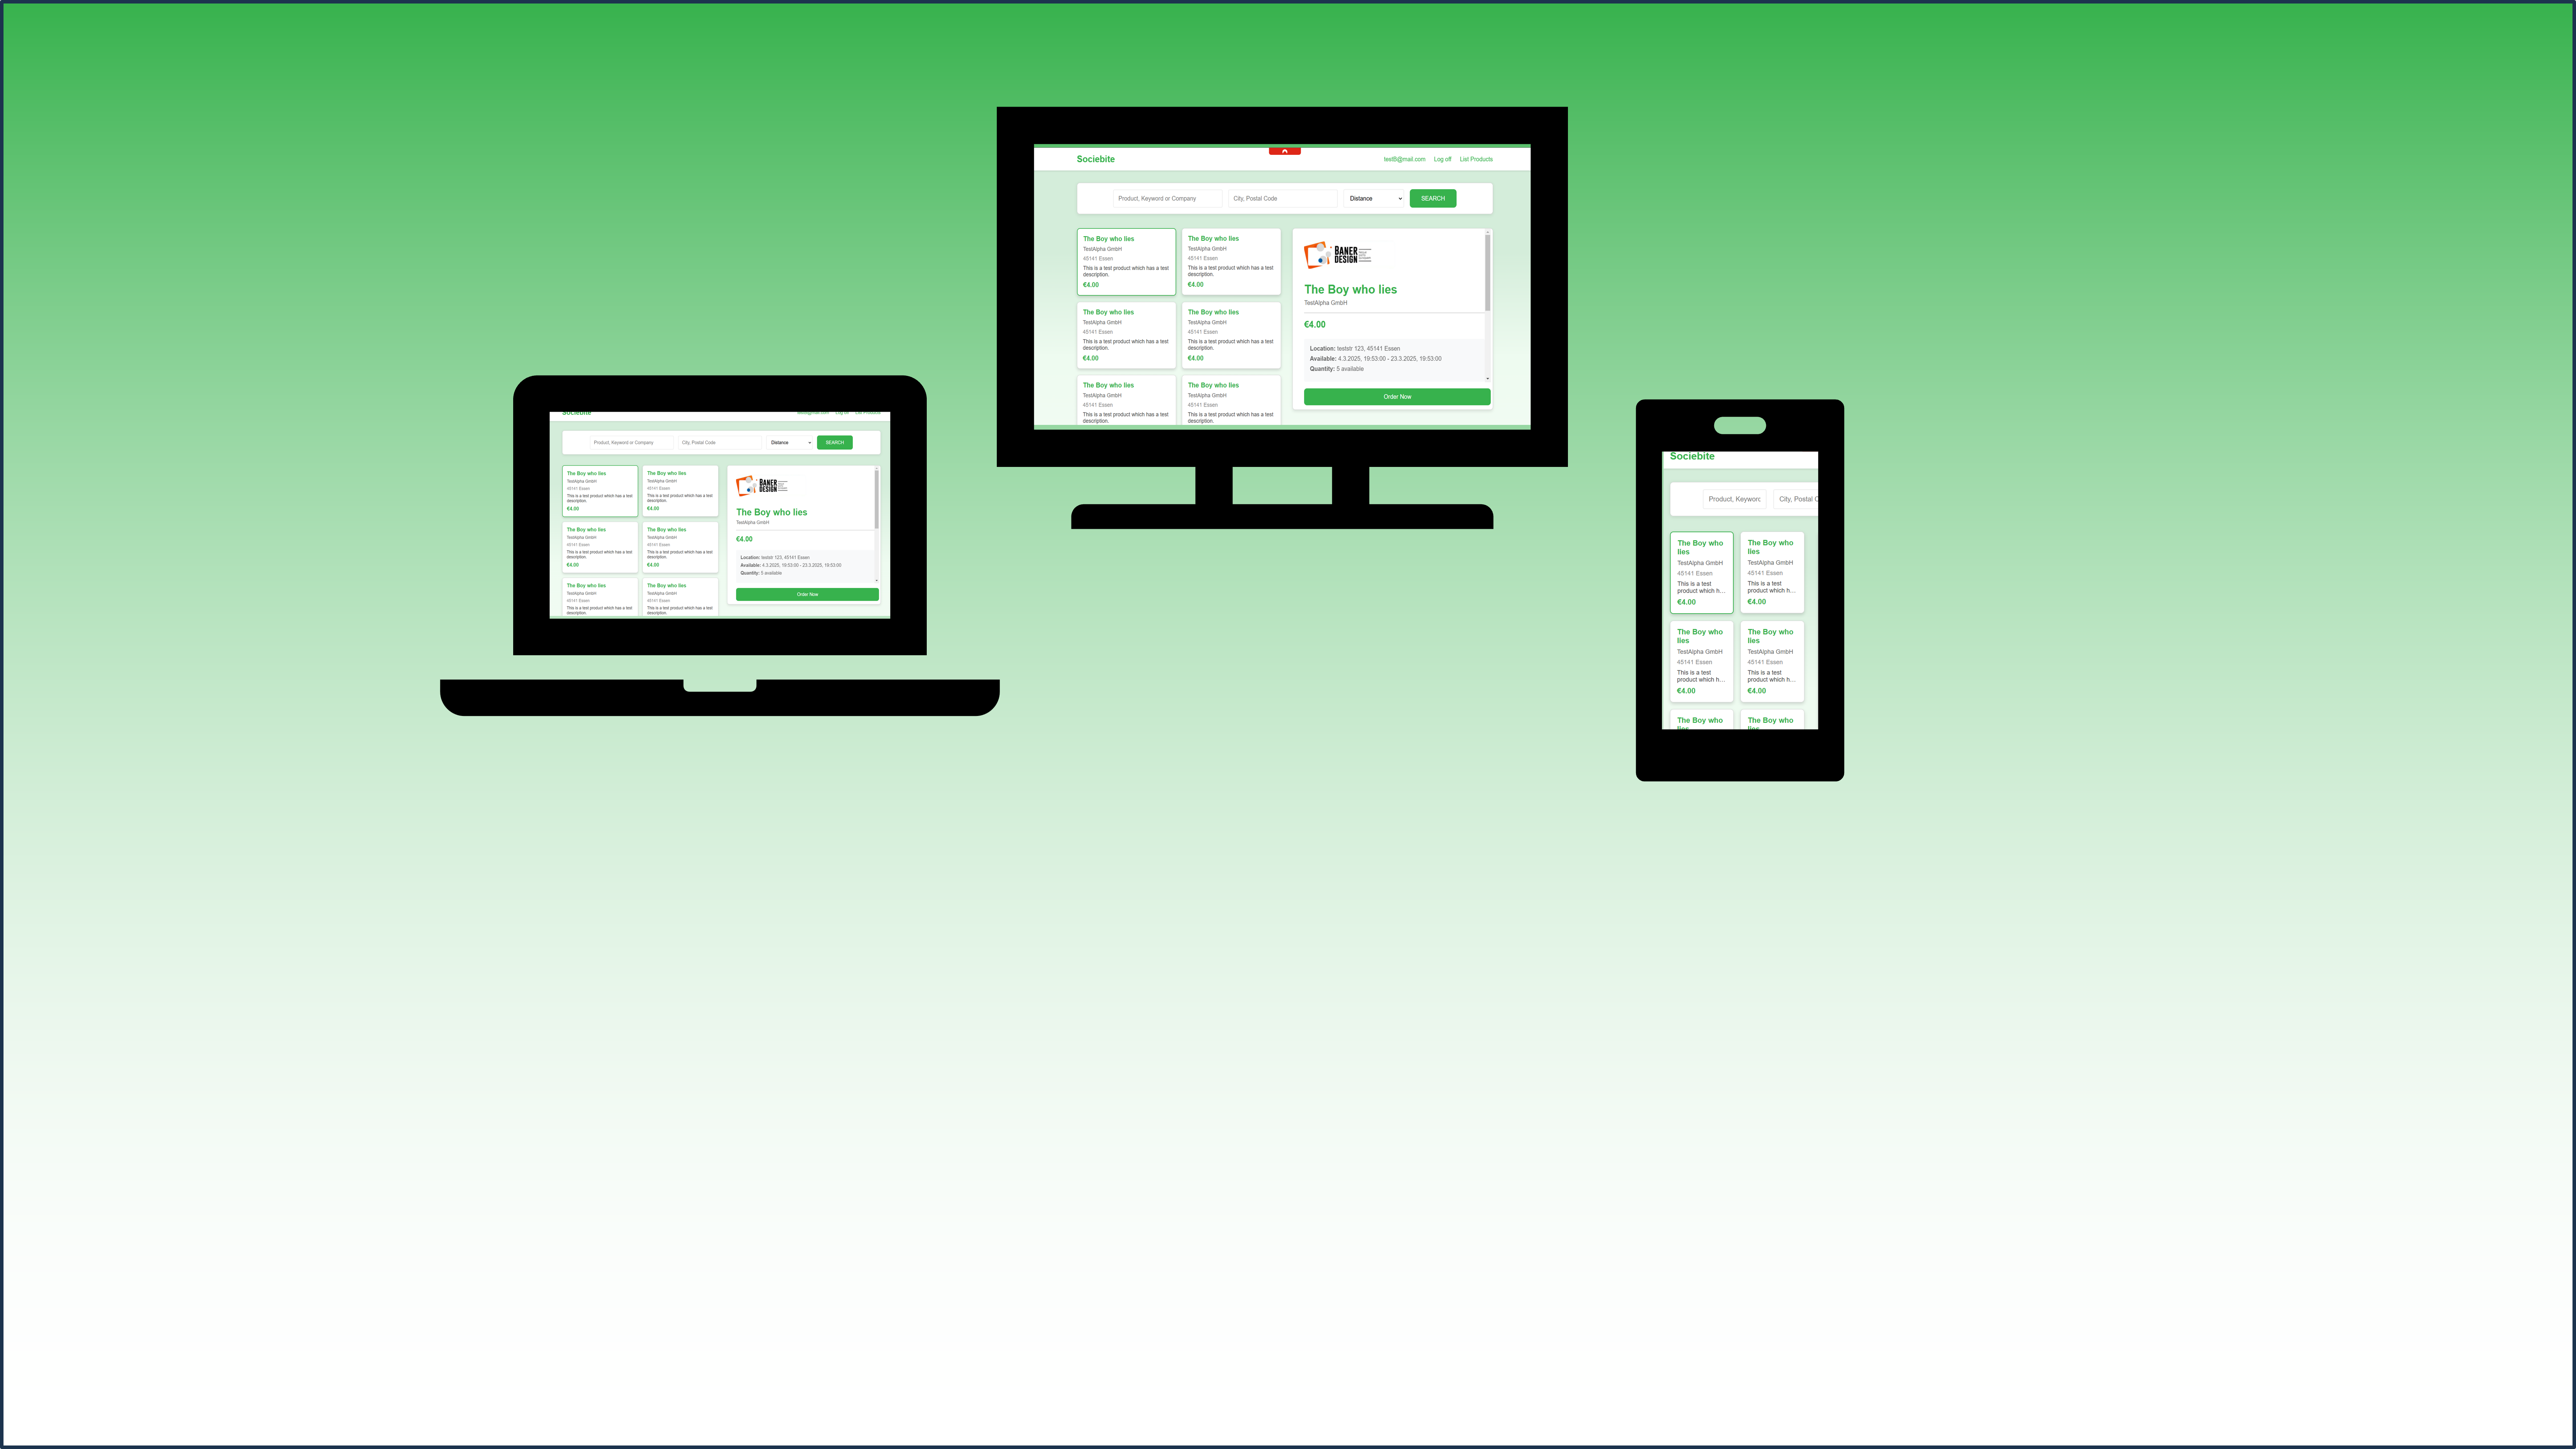 Sociebite
test8@mail.com Log off List Products
Product, Keyword or Company
City, Postal Code
Distance
SEARCH
The Boy who lies
TestAlpha GmbH
45141 Essen
This is a test product which has a test
description.
€4.00
The Boy who lies
TestAlpha GmbH
45141 Essen
This is a test product which has a test
description.
€4.00
The Boy who lies
TestAlpha GmbH
45141 Essen
This is a test product which has a test
description.
€4.00
The Boy who lies
TestAlpha GmbH
45141 Essen
This is a test product which has a test
description.
€4.00
The Boy who lies
TestAlpha GmbH
45141 Essen
This is a test product which has a test
description.
The Boy who lies
TestAlpha GmbH
45141 Essen
This is a test product which has a test
description.
BANER
DESIGN
The Boy who lies
TestAlpha GmbH
€4.00
Location: teststr 123, 45141 Essen
Available: 4.3.2025, 19:53:00 - 23.3.2025, 19:53:00
Quantity: 5 available
Order Now
Sociebite
Log off List Products
Product, Keyword or Company
City, Postal Code
Distance
SEARCH
The Boy who lies
TestAlpha GmbH
45141 Essen
This is a test product which has a test
description.
€4.00
The Boy who lies
TestAlpha GmbH
45141 Essen
This is a test product which has a test
description.
€4.00
The Boy who lies
TestAlpha GmbH
45141 Essen
This is a test product which has a test
description.
€4.00
The Boy who lies
TestAlpha GmbH
45141 Essen
This is a test product which has a test
description.
€4.00
The Boy who lies
TestAlpha GmbH
45141 Essen
This is a test product which has a test
description.
The Boy who lies
TestAlpha GmbH
45141 Essen
This is a test product which has a test
description.
BANER
DESIGN
The Boy who lies
TestAlpha GmbH
€4.00
Location: teststr 123, 45141 Essen
Available: 4.3.2025, 19:53:00 - 23.3.2025, 19:53:00
Quantity: 5 available
Order Now
Sociebite
Product, Keyworc
City, Postal C
The Boy who
lies
TestAlpha GmbH
45141 Essen
This is a test
product which h...
€4.00
The Boy who
lies
TestAlpha GmbH
45141 Essen
This is a test
product which h...
€4.00
The Boy who
lies
TestAlpha GmbH
45141 Essen
This is a test
product which h...
€4.00
The Boy who
lies
TestAlpha GmbH
45141 Essen
This is a test
product which h...
€4.00
The Boy who
lies
The Boy who
lies